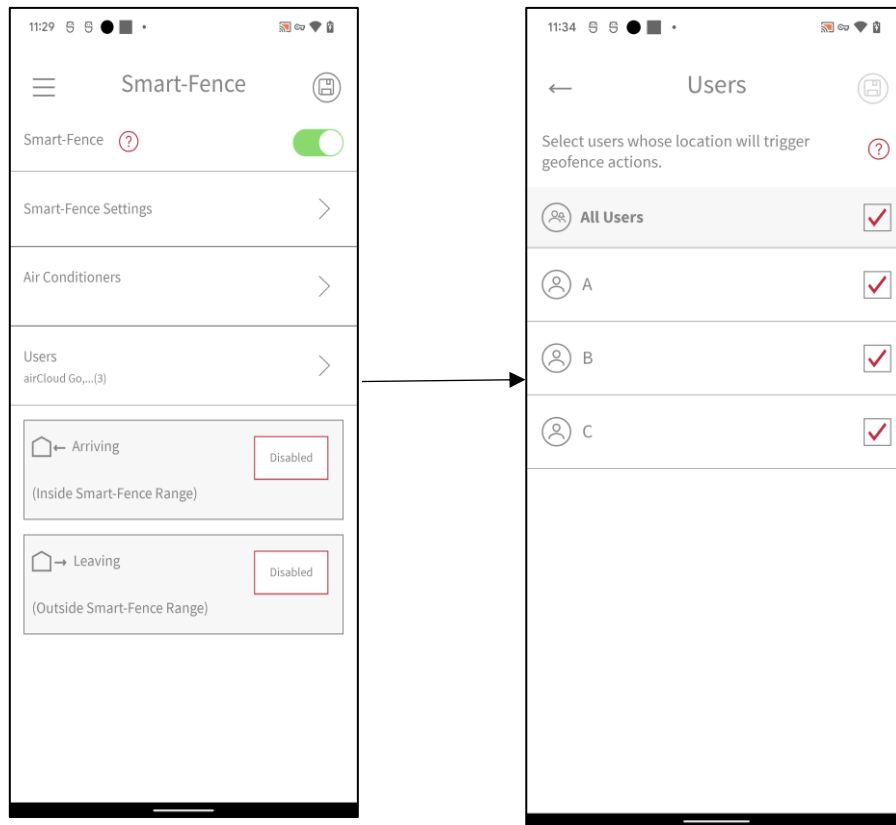 11:29
Smart-Fence
Smart-Fence ?
Smart-Fence Settings
Air Conditioners
Users
airCloud Go,...(3)
Arriving
Disabled
(Inside Smart-Fence Range)
Leaving
Disabled
(Outside Smart-Fence Range)
11:34
Users
Select users whose location will trigger
geofence actions.
?
All Users
A
B
C